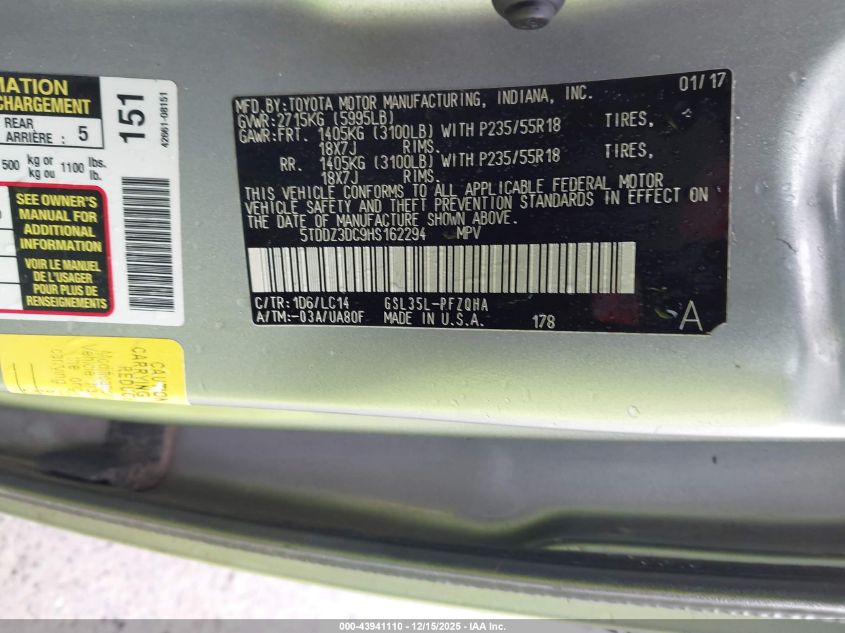 MATION
CHARGEMENT
REAR
ARRIÈRE : 5
500 kg or 1100 lbs.
kg ou lb.
151
42661-08151
SEE OWNER'S
MANUAL FOR
ADDITIONAL
INFORMATION
VOIR LE MANUEL
DE L'USAGER
POUR PLUS DE
RENSEIGNEMENTS
CAUTION
CARRYING
REDUC
MFD.BY:TOYOTA MOTOR MANUFACTURING, INDIANA, INC. 01/17
GVWR:2715KG (5995LB)
GAWR:FRT. 1405KG (3100LB) WITH P235/55R18 TIRES,
18X7J RIMS.
RR. 1405KG (3100LB) WITH P235/55R18 TIRES,
18X7J RIMS.
THIS VEHICLE CONFORMS TO ALL APPLICABLE FEDERAL MOTOR
VEHICLE SAFETY AND THEFT PREVENTION STANDARDS IN EFFECT ON
THE DATE OF MANUFACTURE SHOWN ABOVE.
5TDDZ3DC9HS162294 MPV
C/TR:1D6/LC14 GSL35L-PFZQHA
A/TM:-03A/UA80F MADE IN U.S.A. 178 A
000-43941110 - 12/15/2025 - IAA Inc.